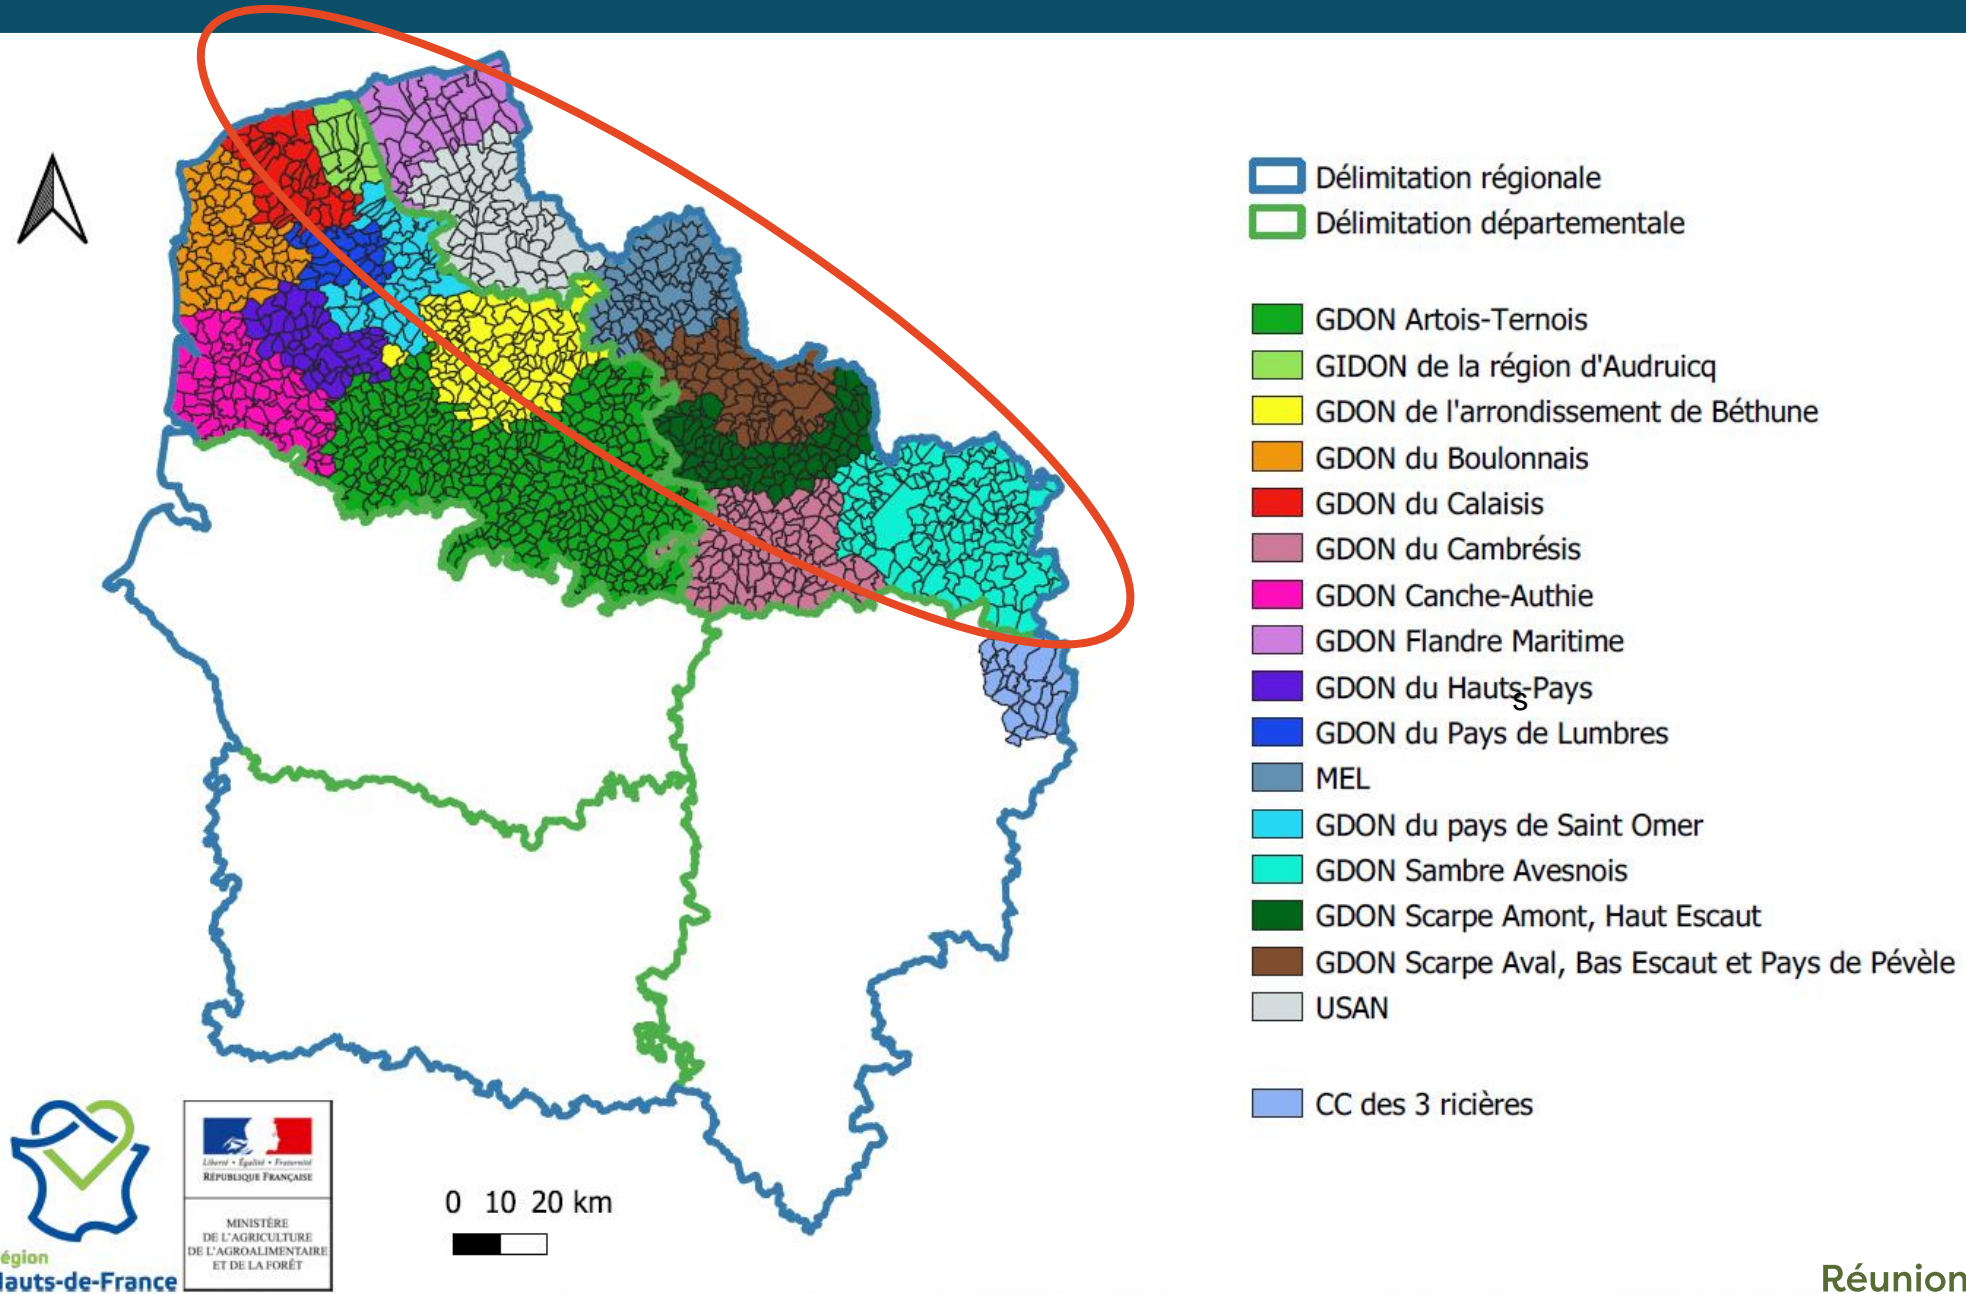 Délimitation régionale
Délimitation départementale
GDON Artois-Ternois
GIDON de la région d'Audruicq
GDON de l'arrondissement de Béthune
GDON du Boulonnais
GDON du Calaisis
GDON du Cambrésis
GDON Canche-Authie
GDON Flandre Maritime
GDON du Hauts-Pays
s
GDON du Pays de Lumbres
MEL
GDON du pays de Saint Omer
GDON Sambre Avesnois
GDON Scarpe Amont, Haut Escaut
GDON Scarpe Aval, Bas Escaut et Pays de Pévèle
USAN
CC des 3 ricières
0 10 20 km
Liberté • Égalité • Fraternité
RÉPUBLIQUE FRANÇAISE
MINISTÈRE
DE L'AGRICULTURE
DE L'AGROALIMENTAIRE
ET DE LA FORÊT
égion
Hauts-de-France
Réunion